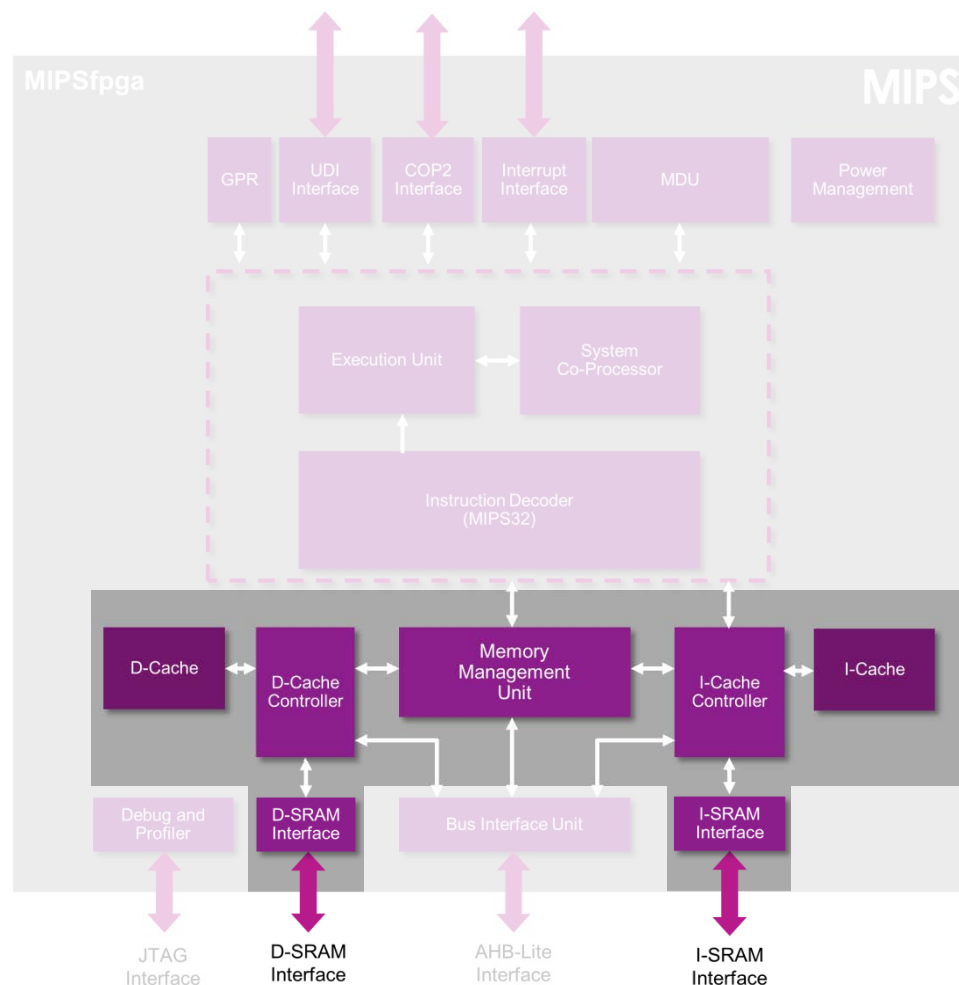 MIPSfpga
MIPS
GPR
UDI
Interface
COP2
Interface
Interrupt
Interface
MDU
Power
Management
Execution Unit
System
Co-Processor
Instruction Decoder
(MIPS32)
D-Cache
D-Cache
Controller
Memory
Management
Unit
I-Cache
Controller
I-Cache
Debug and
Profiler
D-SRAM
Interface
Bus Interface Unit
I-SRAM
Interface
JTAG
Interface
D-SRAM
Interface
AHB-Lite
Interface
I-SRAM
Interface